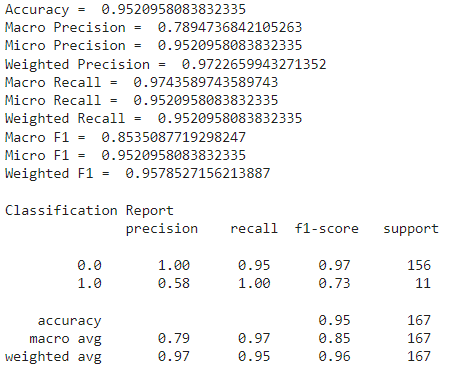 Accuracy =  0.9520958083832335
Macro Precision =  0.7894736842105263
Micro Precision =  0.9520958083832335
Weighted Precision =  0.9722659943271352
Macro Recall =  0.9743589743589743
Micro Recall =  0.9520958083832335
Weighted Recall =  0.9520958083832335
Macro F1 =  0.8535087719298247
Micro F1 =  0.9520958083832335
Weighted F1 =  0.9578527156213887

Classification Report
              precision    recall  f1-score   support

         0.0       1.00      0.95      0.97       156
         1.0       0.58      1.00      0.73        11

    accuracy                           0.95       167
   macro avg       0.79      0.97      0.85       167
weighted avg       0.97      0.95      0.96       167